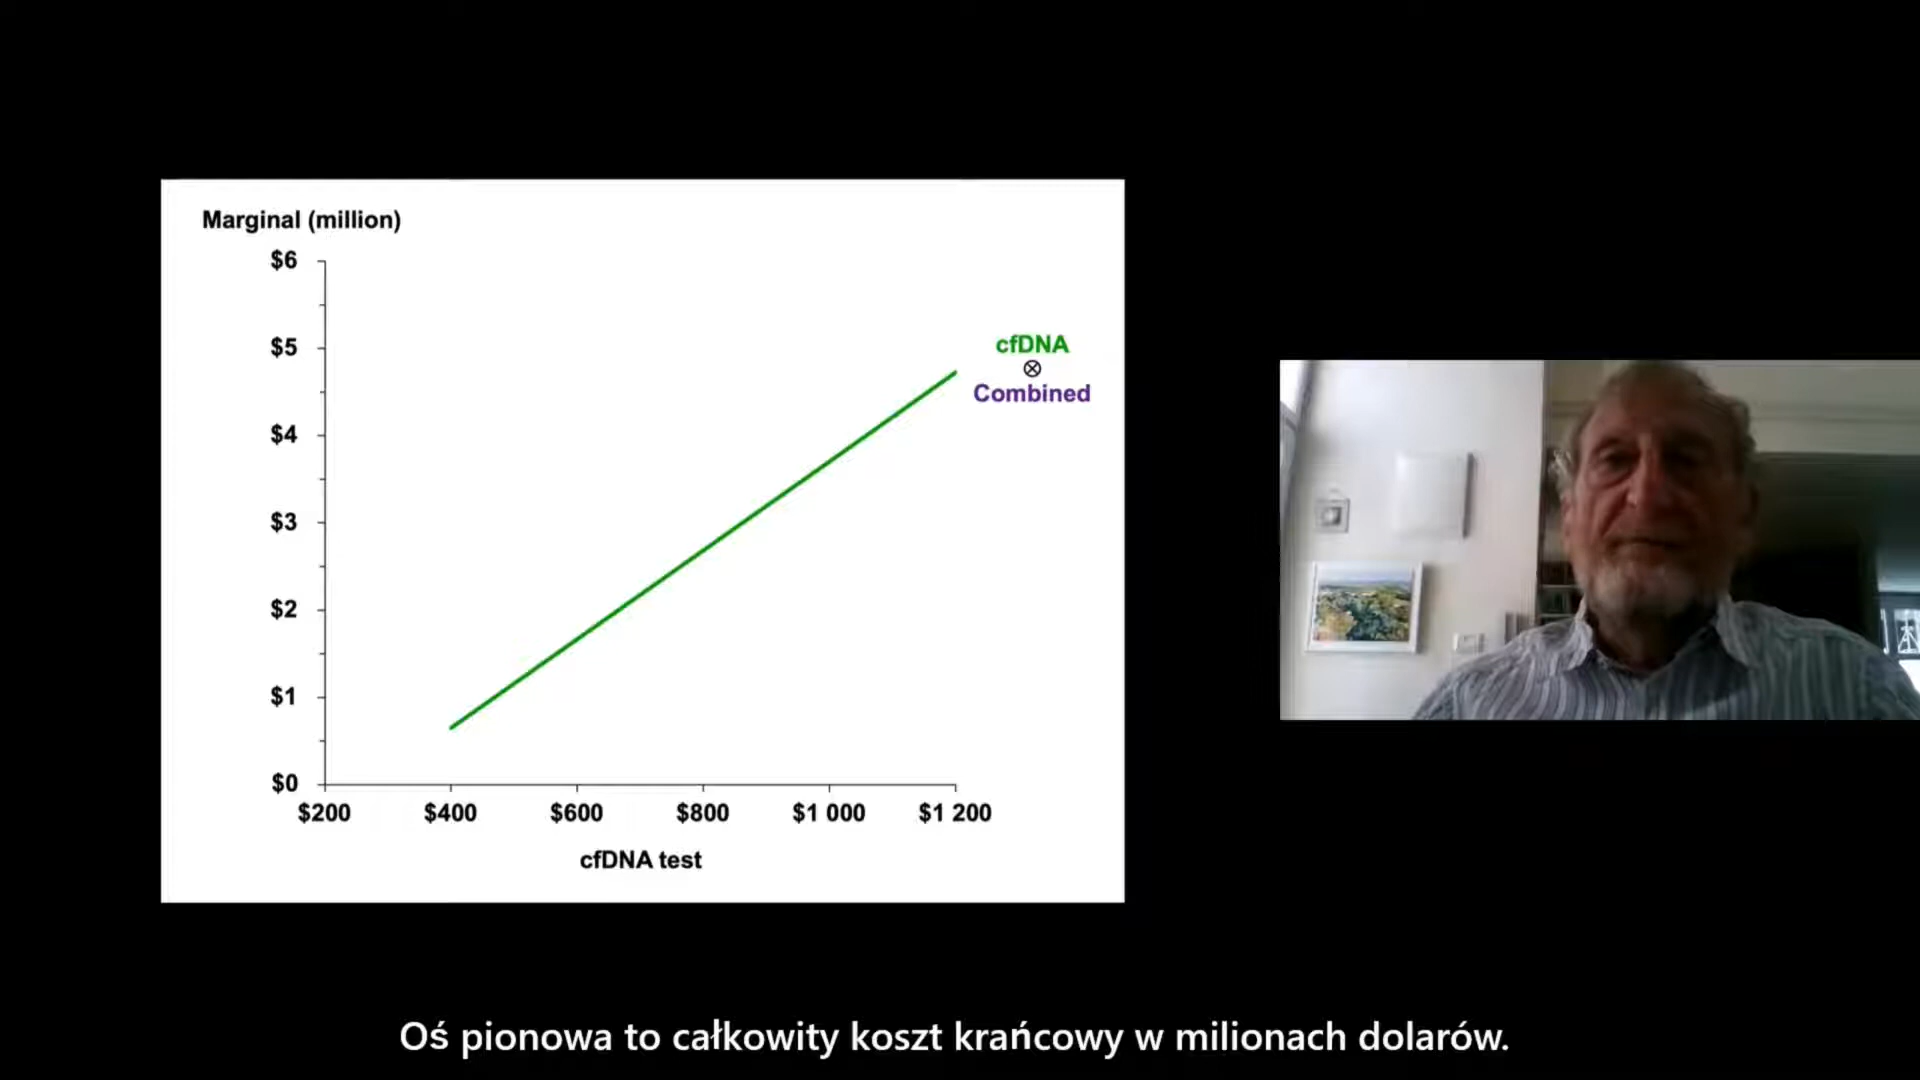 Marginal (million)
$6
$5
$4
$3
$2
$1
$0
$200 $400 $600 $800 $1 000 $1 200
cfDNA test
cfDNA
⊗
Combined
Oś pionowa to całkowity koszt krańcowy w milionach dolarów.